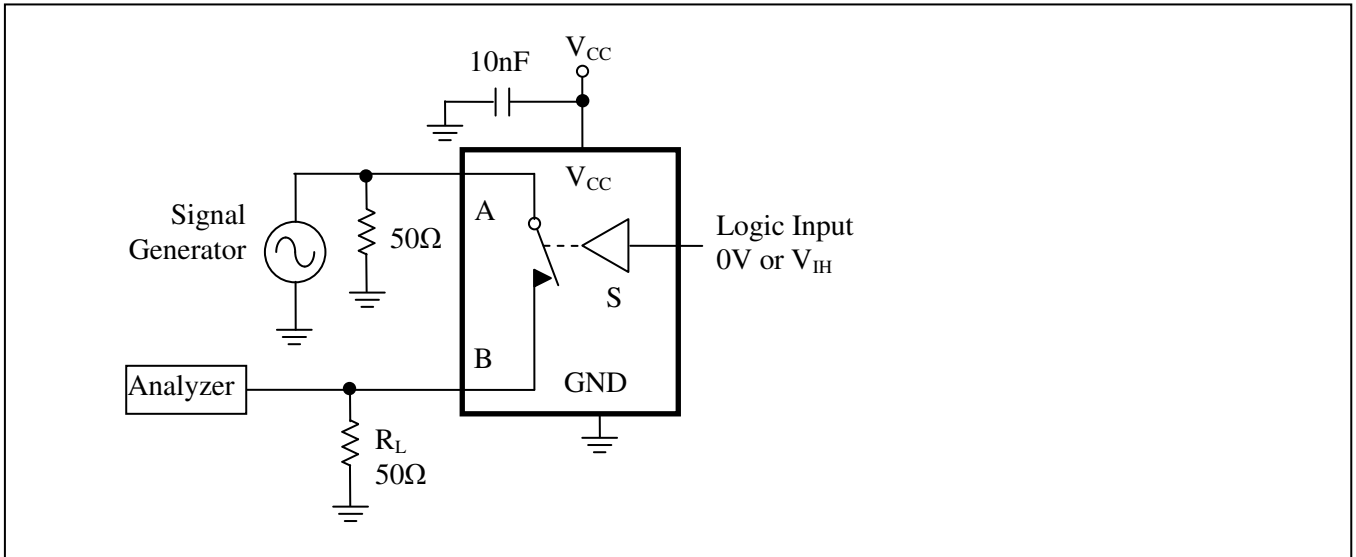 V_CC
10nF
V_CC
A
Signal
Generator
50Ω
Logic Input
0V or V_IH
S
B
GND
Analyzer
R_L
50Ω